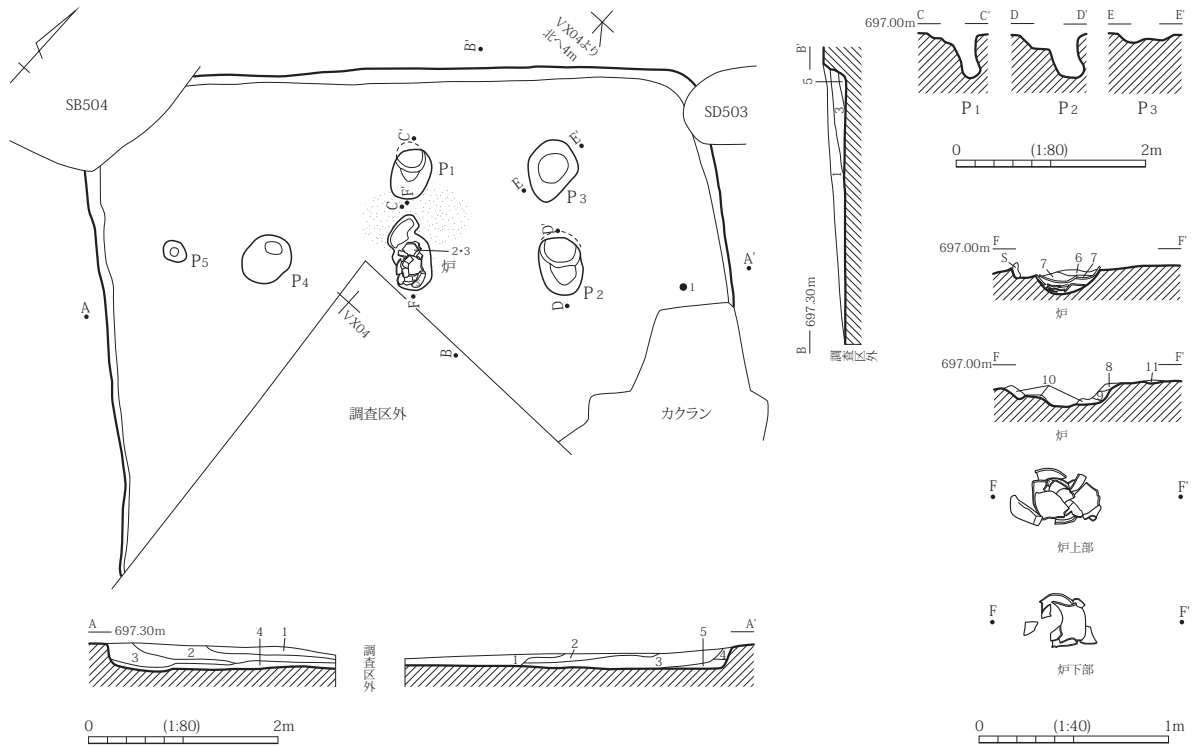 SB504
B'
VX04より
北へ4m
SD503
C'
P1
E'
E
P3
C
F'
D'
2・3
炉
P5
P4
A'
A
F
D
P2
1
VX04
B
調査区外
カクラン
B'
5
3
1
B
697.30m
調査区外
697.00m
C
C'
D
D'
E
E'
P1
P2
P3
0
(1:80)
2m
F
F'
697.00m
S
7
6
7
炉
F
F'
697.00m
10
8
11
9
炉
F
F'
炉上部
F
F'
炉下部
A
697.30m
4
1
3
2
調査区外
2
1
3
5
4
A'
0
(1:80)
2m
0
(1:40)
1m